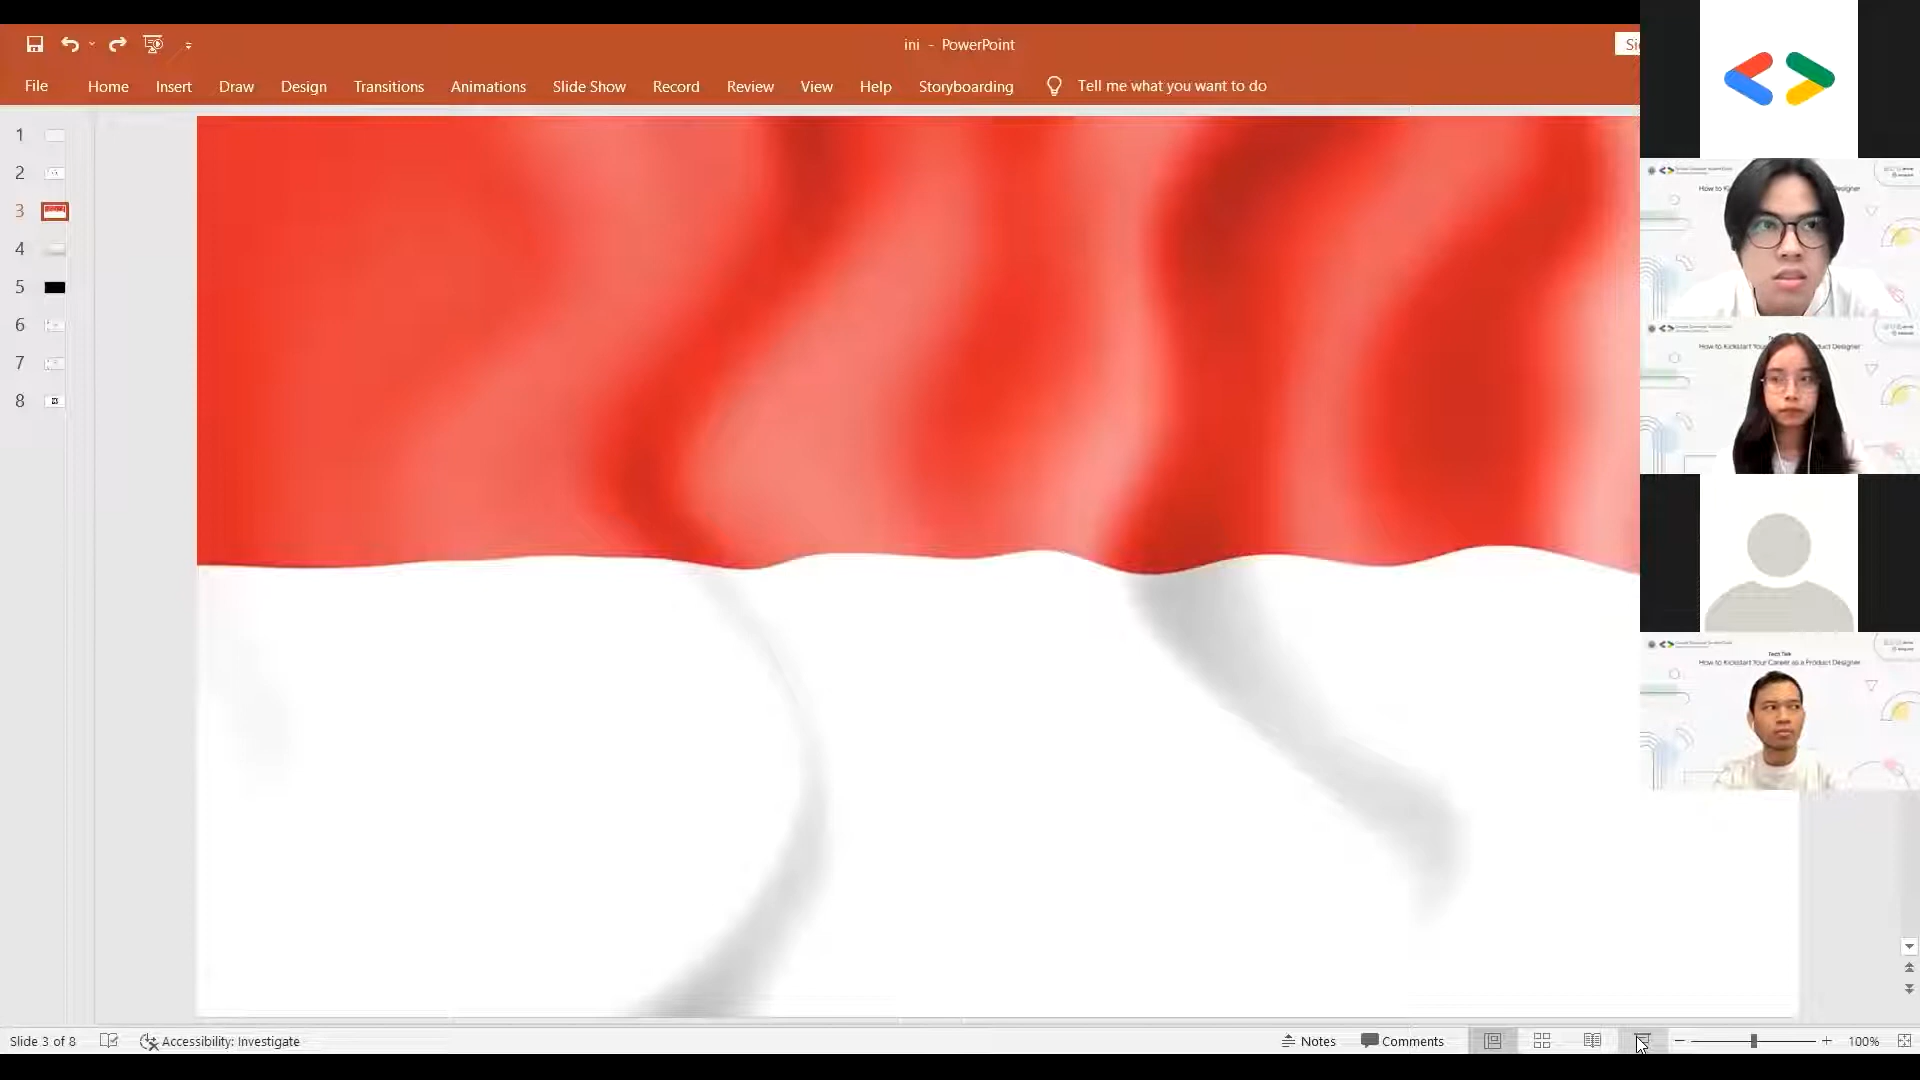 ini - PowerPoint
File Home Insert Draw Design Transitions Animations Slide Show Record Review View Help Storyboarding Tell me what you want to do
1
2
3
4
5
6
7
8
How to Kickstart Your Career as a Product Designer
Slide 3 of 8 Accessibility: Investigate Notes Comments 100%